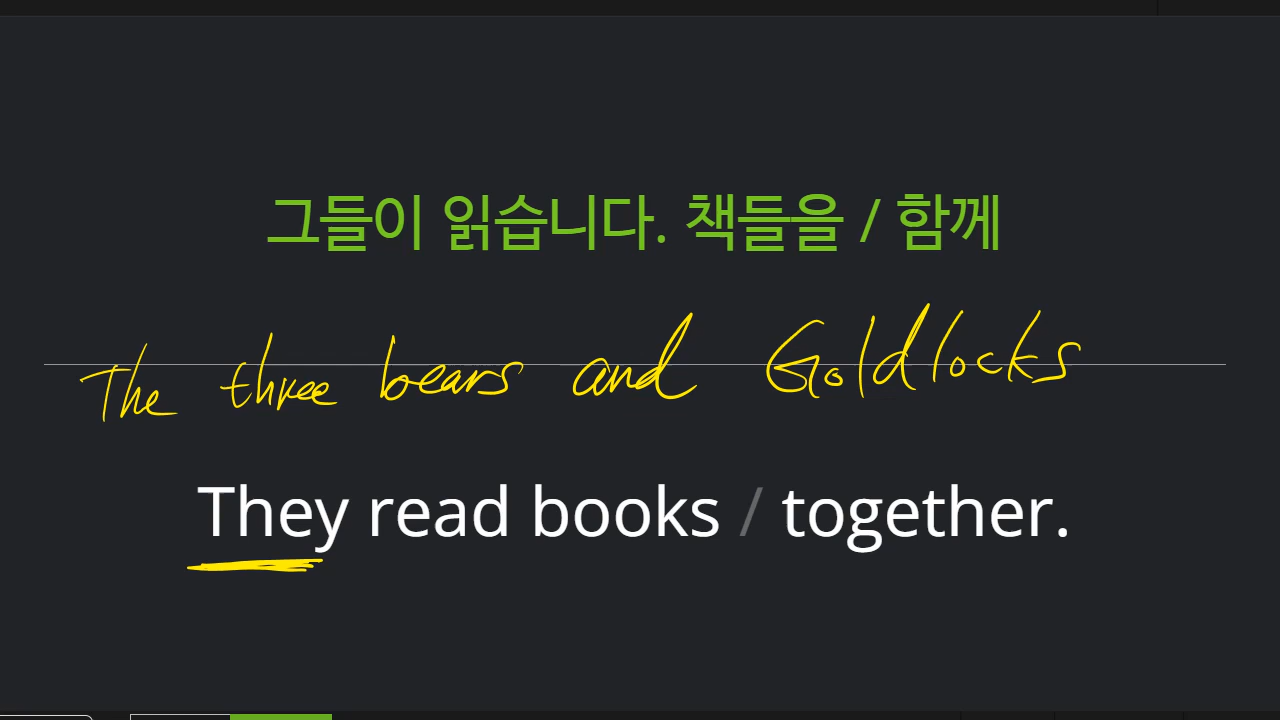 그들이 읽습니다. 책들을 / 함께
The three bears and Goldlocks
They read books / together.